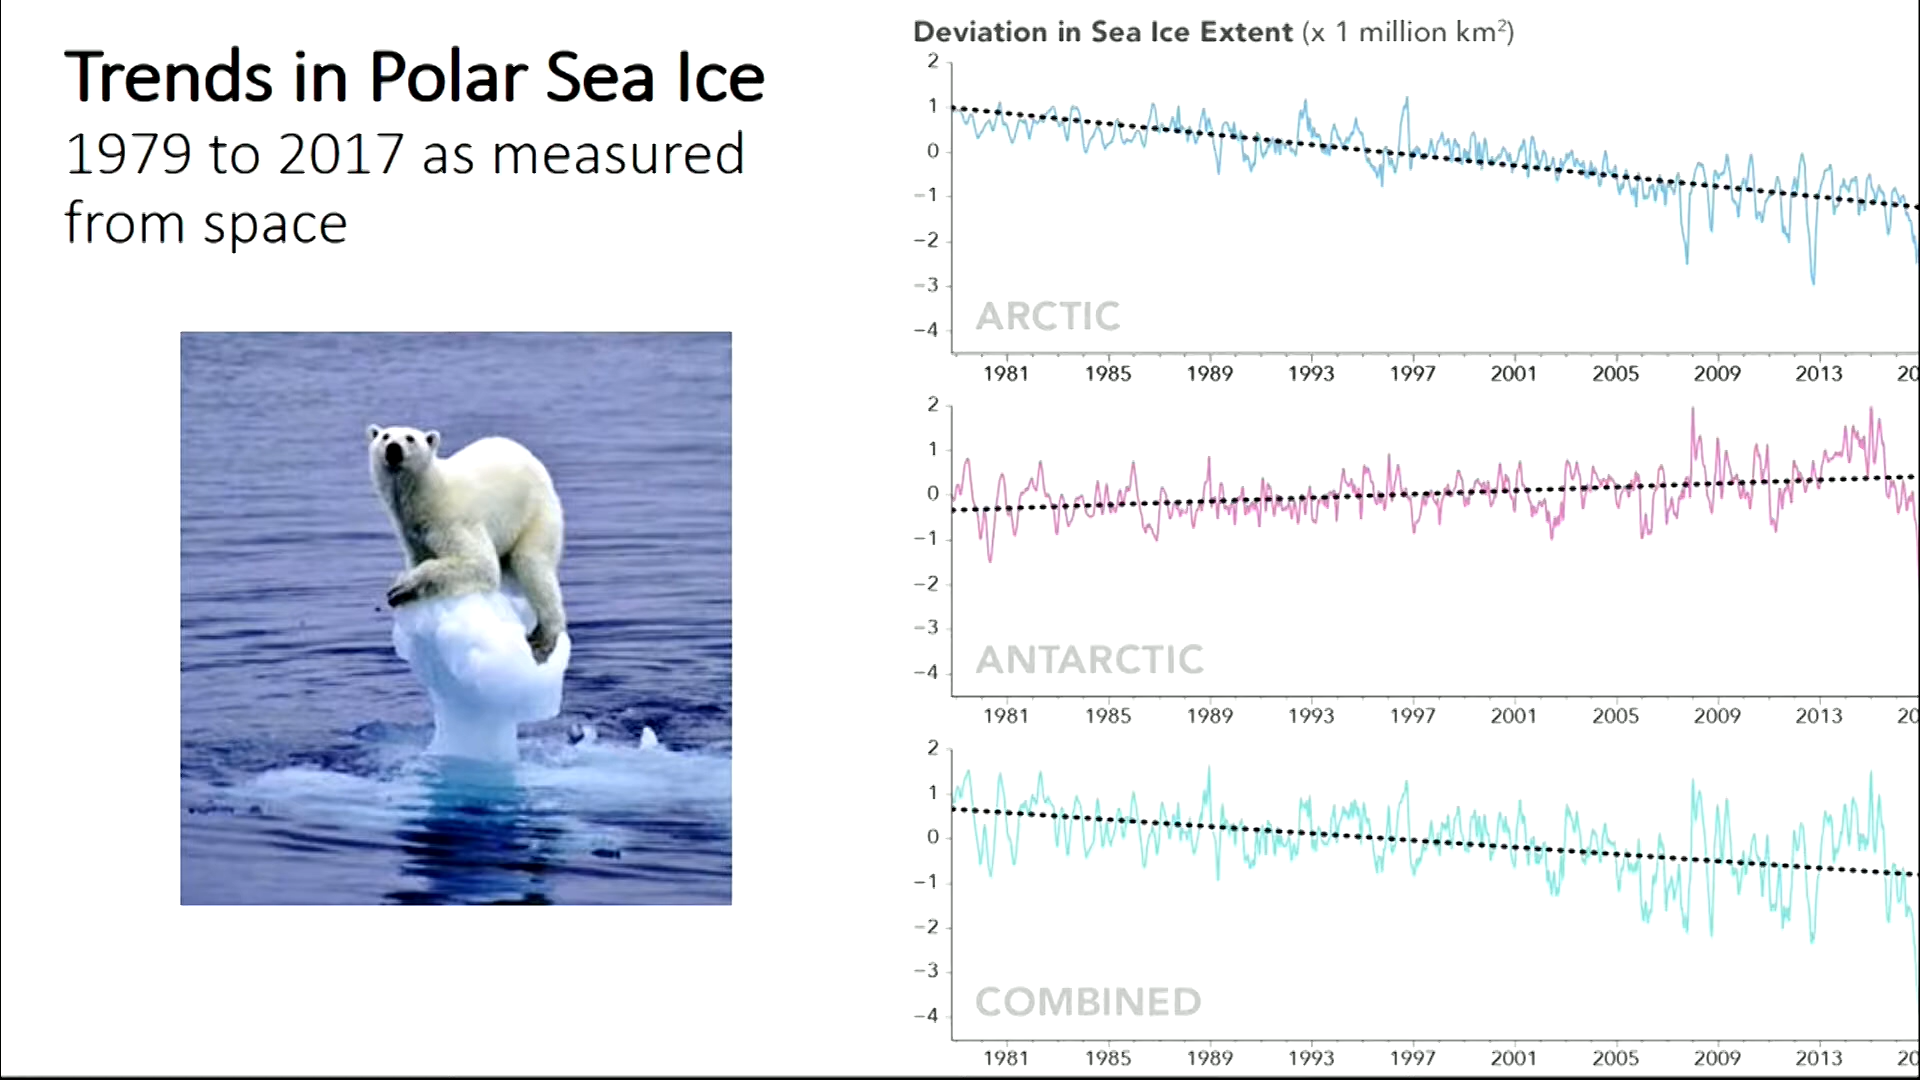 Trends in Polar Sea Ice
1979 to 2017 as measured
from space
Deviation in Sea Ice Extent (x 1 million km²)
2
1
0
−1
−2
−3
−4
ARCTIC
1981 1985 1989 1993 1997 2001 2005 2009 2013 20
2
1
0
−1
−2
−3
−4
ANTARCTIC
1981 1985 1989 1993 1997 2001 2005 2009 2013 20
2
1
0
−1
−2
−3
−4
COMBINED
1981 1985 1989 1993 1997 2001 2005 2009 2013 20